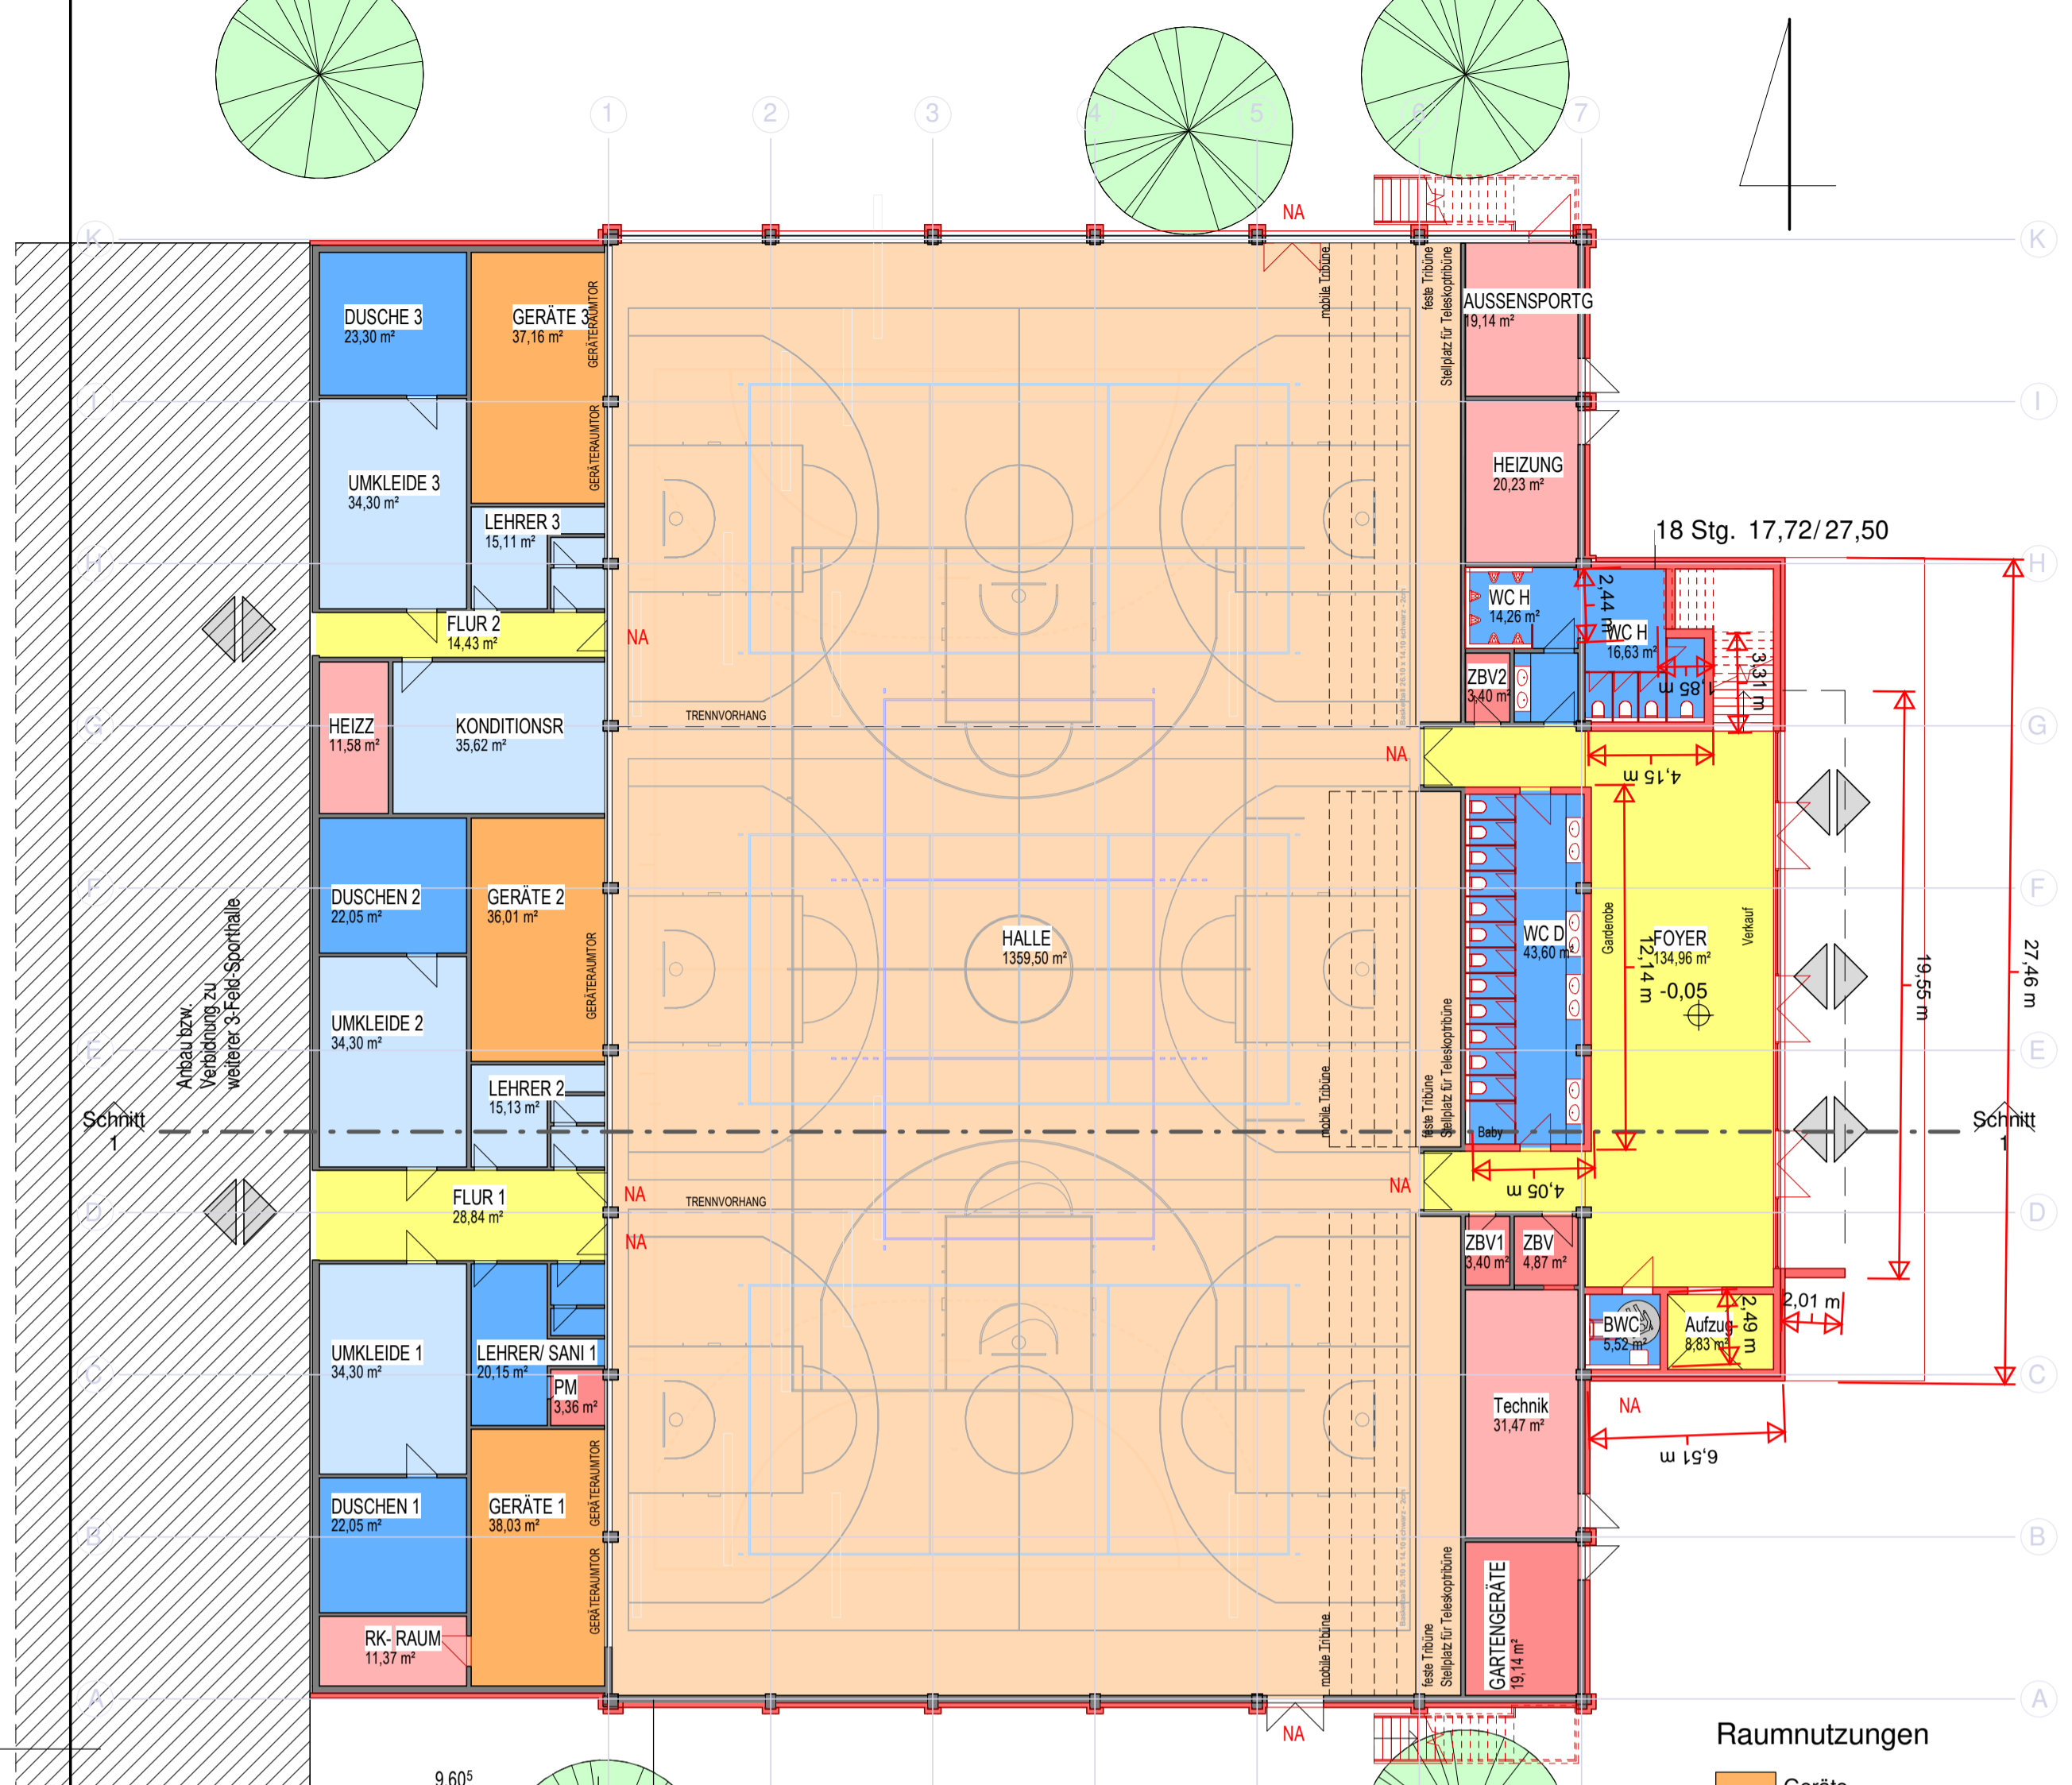 1
2
3
4
5
6
7
NA
K
K
DUSCHE 3
23,30 m²
GERÄTE 3
37,16 m²
GERÄTERAUMTOR
GERÄTERAUMTOR
mobile Tribüne
feste Tribüne
Stellplatz für Teleskoptribüne
AUSSENSPORTG
19,14 m²
I
I
UMKLEIDE 3
34,30 m²
HEIZUNG
20,23 m²
LEHRER 3
15,11 m²
18 Stg. 17,72/27,50
H
H
WC H
14,26 m²
2,44 m
WC H
16,63 m²
FLUR 2
14,43 m²
NA
ZBV2
3,40 m²
1,85 m
3,31 m
HEIZZ
11,58 m²
KONDITIONSR
35,62 m²
TRENNVORHANG
G
G
NA
4,15 m
DUSCHEN 2
22,05 m²
GERÄTE 2
36,01 m²
GERÄTERAUMTOR
F
F
HALLE
1359,50 m²
WC D
43,60 m²
Garderobe
12,14 m
FOYER
134,96 m²
-0,05
Verkauf
19,55 m
27,46 m
Anbau bzw.
Verbidnung zu
weiterer 3-Feld-Sporthalle
UMKLEIDE 2
34,30 m²
E
E
LEHRER 2
15,13 m²
mobile Tribüne
feste Tribüne
Stellplatz für Teleskoptribüne
Baby
Schnitt
1
Schnitt
1
FLUR 1
28,84 m²
NA
TRENNVORHANG
NA
4,05 m
D
D
NA
ZBV1
3,40 m²
ZBV
4,87 m²
BWC
5,52 m²
Aufzug
8,83 m²
2,49 m
2,01 m
UMKLEIDE 1
34,30 m²
LEHRER/ SANI 1
20,15 m²
PM
3,36 m²
C
C
Technik
31,47 m²
NA
6,51 m
DUSCHEN 1
22,05 m²
GERÄTE 1
38,03 m²
GERÄTERAUMTOR
GERÄTERAUMTOR
B
B
RK- RAUM
11,37 m²
mobile Tribüne
feste Tribüne
Stellplatz für Teleskoptribüne
GARTENGERÄTE
19,14 m²
A
A
NA
Raumnutzungen
9,60⁵
Geräte